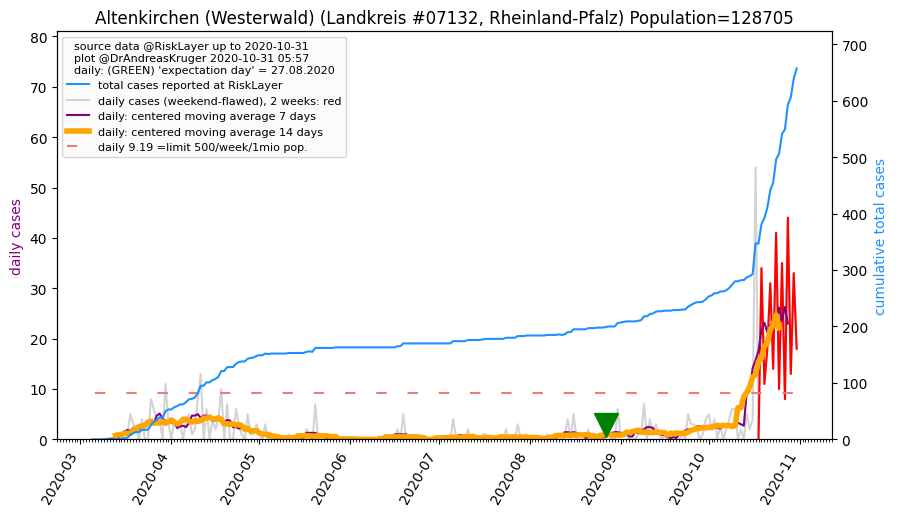 Altenkirchen (Westerwald) (Landkreis #07132, Rheinland-Pfalz) Population=128705
source data @RiskLayer up to 2020-10-31
plot @DrAndreasKruger 2020-10-31 05:57
daily: (GREEN) 'expectation day' = 27.08.2020
total cases reported at RiskLayer
daily cases (weekend-flawed), 2 weeks: red
daily: centered moving average 7 days
daily: centered moving average 14 days
daily 9.19 =limit 500/week/1mio pop.
daily cases
80
70
60
50
40
30
20
10
0
cumulative total cases
700
600
500
400
300
200
100
0
2020-03
2020-04
2020-05
2020-06
2020-07
2020-08
2020-09
2020-10
2020-11